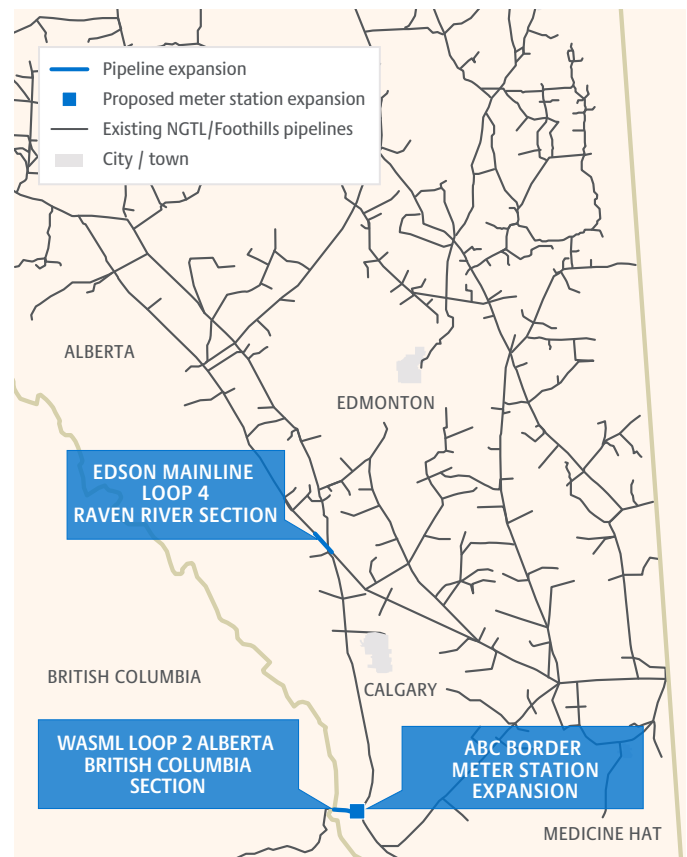 Pipeline expansion
Proposed meter station expansion
Existing NGTL/Foothills pipelines
City / town
ALBERTA
EDMONTON
EDSON MAINLINE
LOOP 4
RAVEN RIVER SECTION
BRITISH COLUMBIA
CALGARY
WASML LOOP 2 ALBERTA
BRITISH COLUMBIA
SECTION
ABC BORDER
METER STATION
EXPANSION
MEDICINE HAT